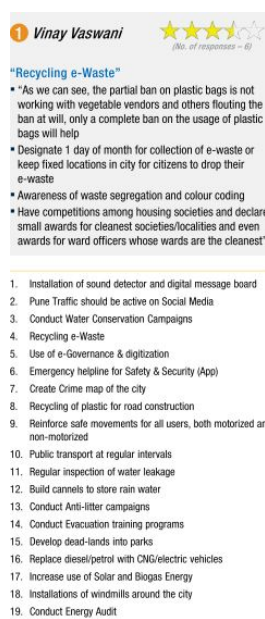 1 Vinay Vaswani
(No. of responses – 6)
"Recycling e-Waste"
▪ "As we can see, the partial ban on plastic bags is not
working with vegetable vendors and others flouting the
ban at will, only a complete ban on the usage of plastic
bags will help
▪ Designate 1 day of month for collection of e-waste or
keep fixed locations in city for citizens to drop their
e-waste
▪ Awareness of waste segregation and colour coding
▪ Have competitions among housing societies and declare
small awards for cleanest societies/localities and even
awards for ward officers whose wards are the cleanest"
1. Installation of sound detector and digital message board
2. Pune Traffic should be active on Social Media
3. Conduct Water Conservation Campaigns
4. Recycling e-Waste
5. Use of e-Governance & digitization
6. Emergency helpline for Safety & Security (App)
7. Create Crime map of the city
8. Recycling of plastic for road construction
9. Reinforce safe movements for all users, both motorized an
non-motorized
10. Public transport at regular intervals
11. Regular inspection of water leakage
12. Build cannels to store rain water
13. Conduct Anti-litter campaigns
14. Conduct Evacuation training programs
15. Develop dead-lands into parks
16. Replace diesel/petrol with CNG/electric vehicles
17. Increase use of Solar and Biogas Energy
18. Installations of windmills around the city
19. Conduct Energy Audit